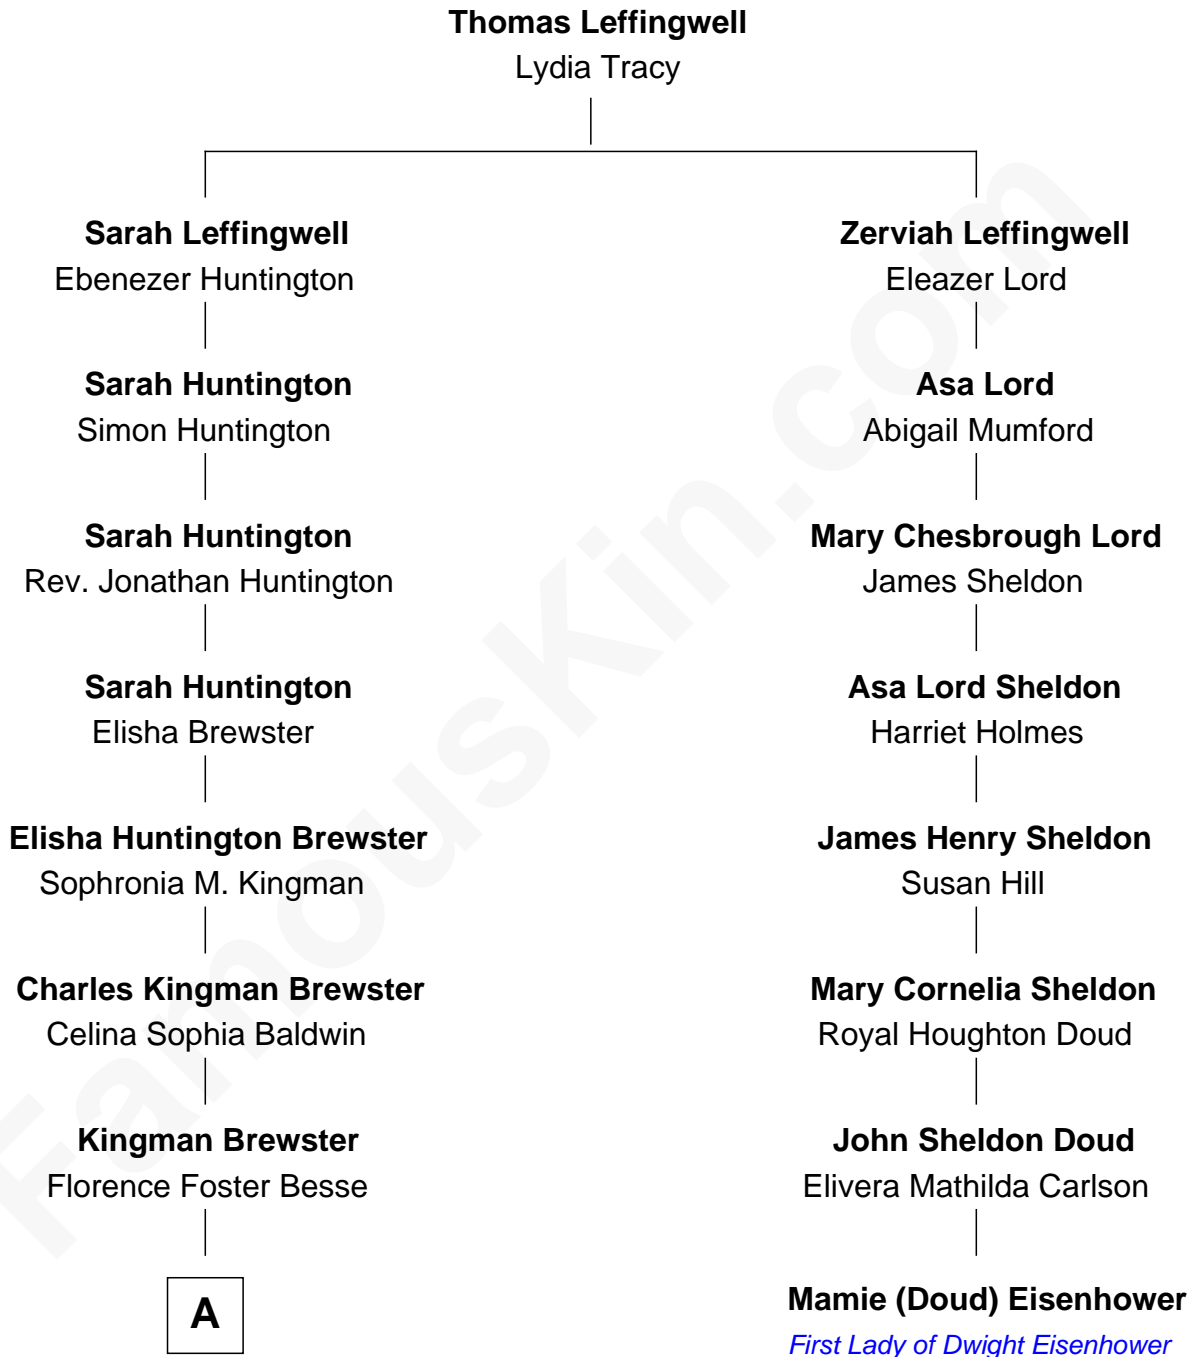 Thomas Leffingwell
Lydia Tracy
Sarah Leffingwell
Ebenezer Huntington
Sarah Huntington
Simon Huntington
Sarah Huntington
Rev. Jonathan Huntington
Sarah Huntington
Elisha Brewster
Elisha Huntington Brewster
Sophronia M. Kingman
Charles Kingman Brewster
Celina Sophia Baldwin
Kingman Brewster
Florence Foster Besse
A
Zerviah Leffingwell
Eleazer Lord
Asa Lord
Abigail Mumford
Mary Chesbrough Lord
James Sheldon
Asa Lord Sheldon
Harriet Holmes
James Henry Sheldon
Susan Hill
Mary Cornelia Sheldon
Royal Houghton Doud
John Sheldon Doud
Elivera Mathilda Carlson
Mamie (Doud) Eisenhower
First Lady of Dwight Eisenhower
FamousKin.com